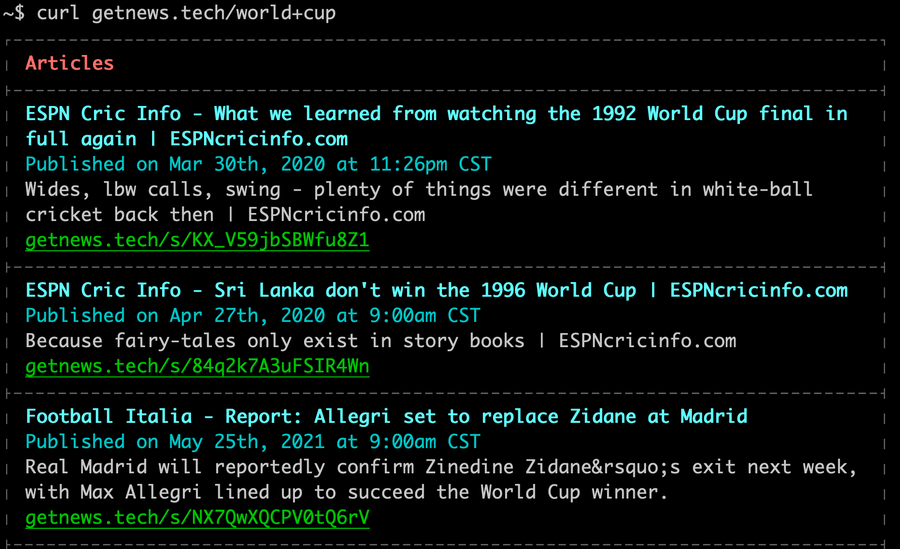 ~$ curl getnews.tech/world+cup
Articles
ESPN Cric Info - What we learned from watching the 1992 World Cup final in
full again | ESPNcricinfo.com
Published on Mar 30th, 2020 at 11:26pm CST
Wides, lbw calls, swing - plenty of things were different in white-ball
cricket back then | ESPNcricinfo.com
getnews.tech/s/KX_V59jbSBWfu8Z1
ESPN Cric Info - Sri Lanka don't win the 1996 World Cup | ESPNcricinfo.com
Published on Apr 27th, 2020 at 9:00am CST
Because fairy-tales only exist in story books | ESPNcricinfo.com
getnews.tech/s/84q2k7A3uFSIR4Wn
Football Italia - Report: Allegri set to replace Zidane at Madrid
Published on May 25th, 2021 at 9:00am CST
Real Madrid will reportedly confirm Zinedine Zidane&rsquo;s exit next week,
with Max Allegri lined up to succeed the World Cup winner.
getnews.tech/s/NX7QwXQCPV0tQ6rV